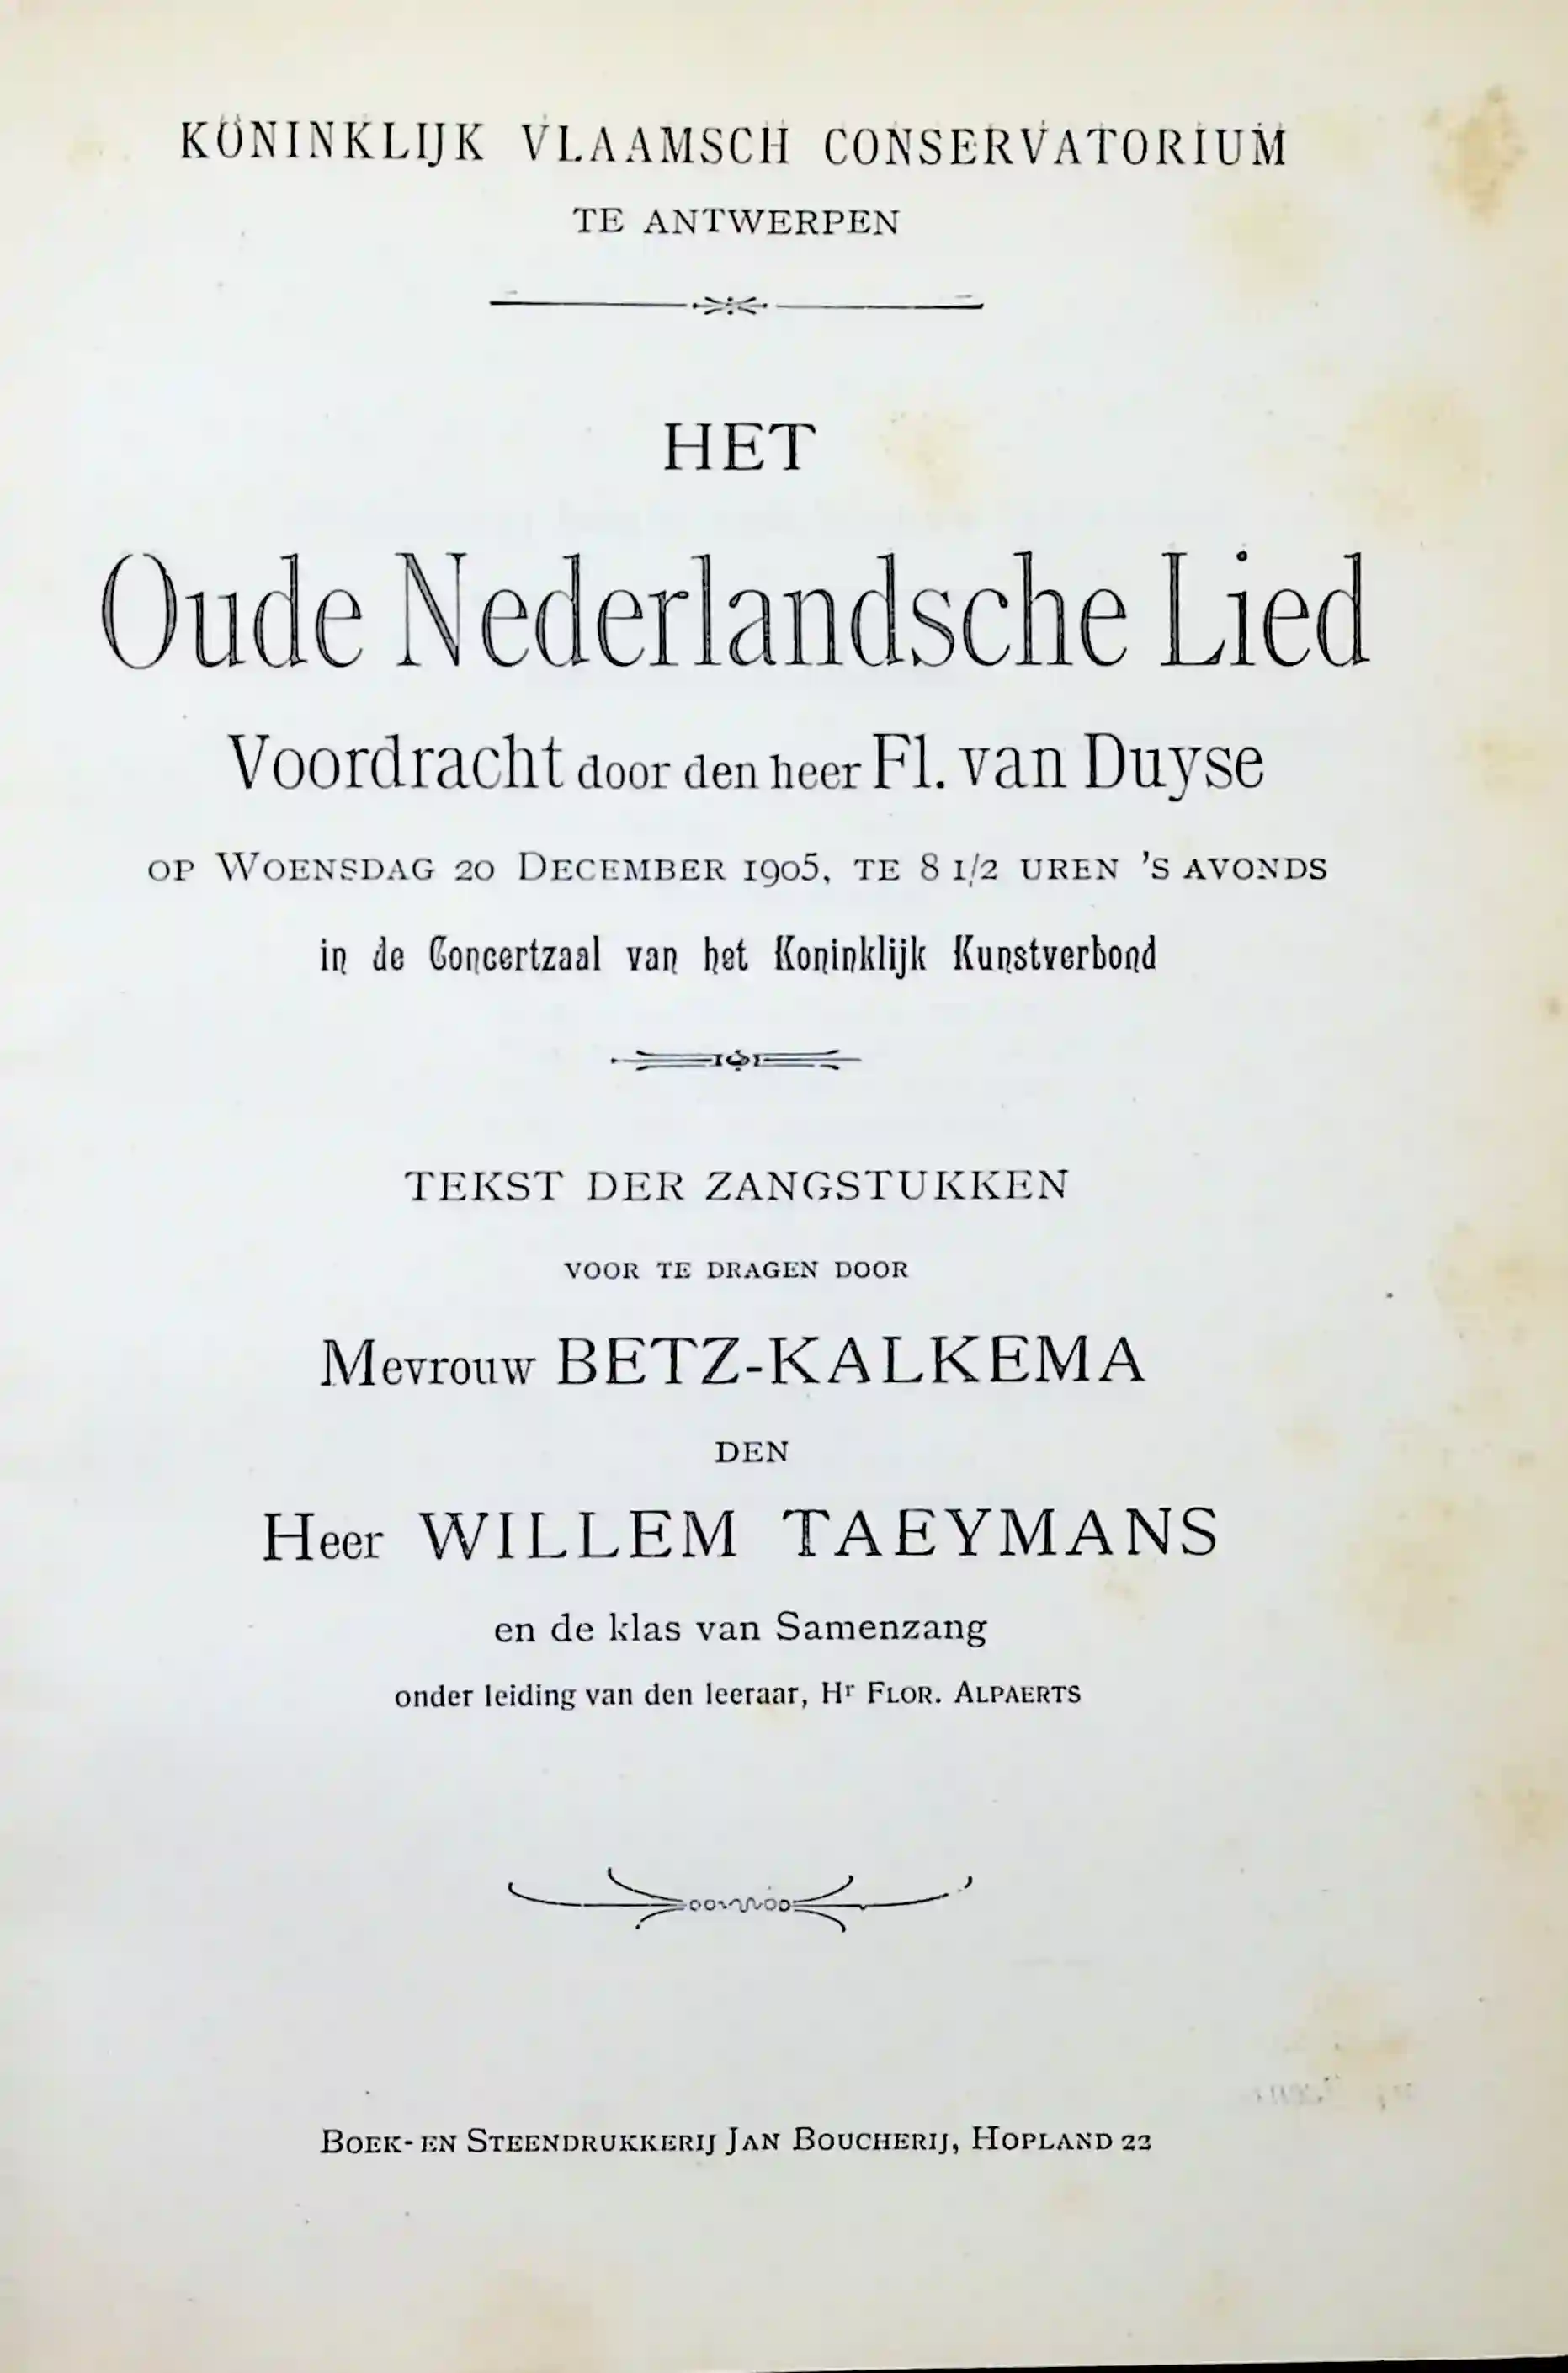 KONINKLIJK VLAAMSCH CONSERVATORIUM
TE ANTWERPEN
HET
Oude Nederlandsche Lied
Voordracht door den heer Fl. van Duyse
OP WOENSDAG 20 DECEMBER 1905, TE 8 1/2 UREN 'S AVONDS
in de Concertzaal van het Koninklijk Kunstverbond
TEKST DER ZANGSTUKKEN
VOOR TE DRAGEN DOOR
Mevrouw BETZ-KALKEMA
DEN
Heer WILLEM TAEYMANS
en de klas van Samenzang
onder leiding van den leeraar, Hr FLOR. ALPAERTS
BOEK- EN STEENDRUKKERIJ JAN BOUCHERIJ, HOPLAND 22